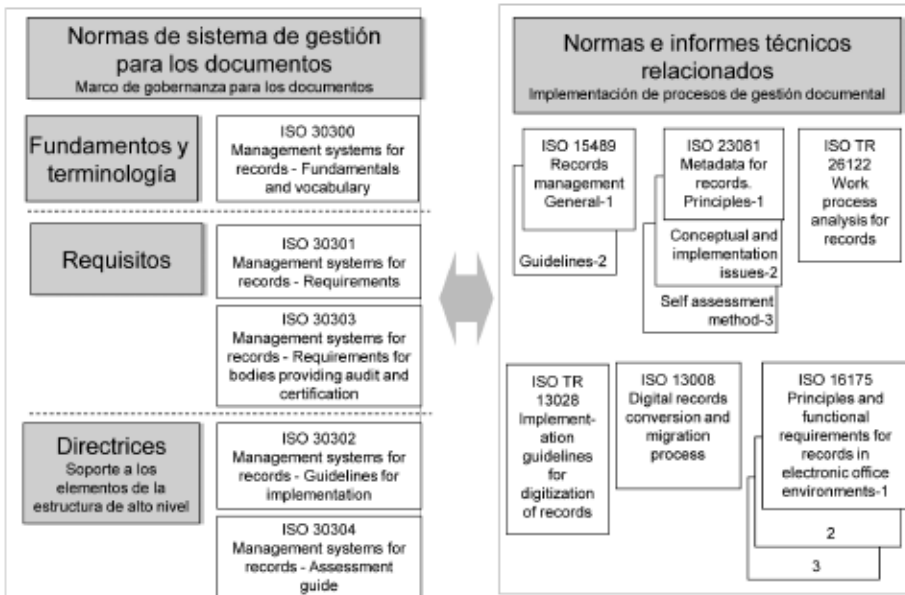 Normas de sistema de gestión
para los documentos
Marco de gobernanza para los documentos
Fundamentos y
terminología
ISO 30300
Management systems for
records - Fundamentals
and vocabulary
Requisitos
ISO 30301
Management systems for
records - Requirements
ISO 30303
Management systems for
records - Requirements for
bodies providing audit and
certification
Directrices
Soporte a los
elementos de la
estructura de alto nivel
ISO 30302
Management systems for
records - Guidelines for
implementation
ISO 30304
Management systems for
records - Assessment
guide
Normas e informes técnicos
relacionados
Implementación de procesos de gestión documental
ISO 15489
Records
management
General-1
Guidelines-2
ISO 23081
Metadata for
records.
Principles-1
Conceptual and
implementation
issues-2
Self assessment
method-3
ISO TR
26122
Work
process
analysis for
records
ISO TR
13028
Implement-
ation
guidelines
for
digitization
of records
ISO 13008
Digital records
conversion and
migration
process
ISO 16175
Principles and
functional
requirements for
records in
electronic office
environments-1
2
3